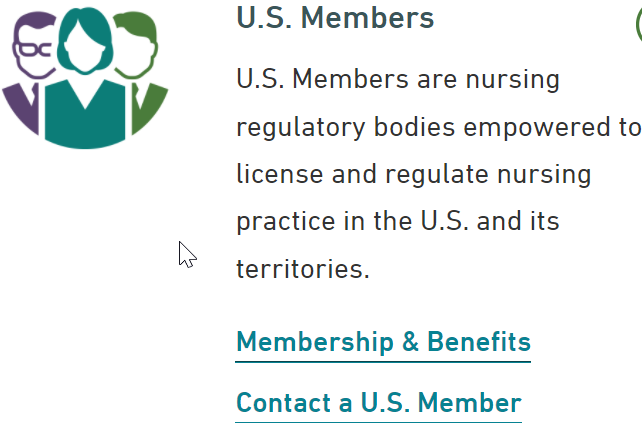 U.S. Members
U.S. Members are nursing
regulatory bodies empowered to
license and regulate nursing
practice in the U.S. and its
territories.
Membership & Benefits
Contact a U.S. Member